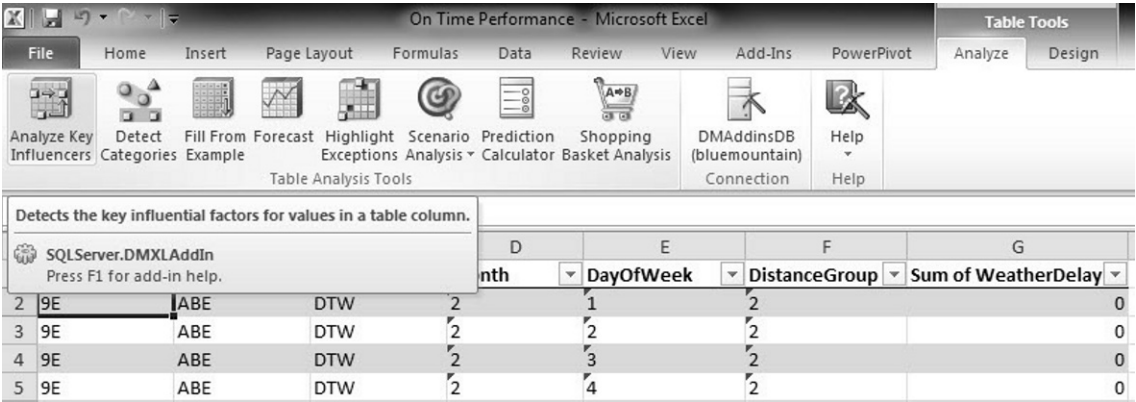 On Time Performance - Microsoft Excel
Table Tools
File Home Insert Page Layout Formulas Data Review View Add-Ins PowerPivot Analyze Design
Analyze Key Detect Fill From Forecast Highlight Scenario Prediction Shopping DMAddinsDB Help
Influencers Categories Example Exceptions Analysis Calculator Basket Analysis (bluemountain)
Table Analysis Tools Connection Help
Detects the key influential factors for values in a table column.
SQLServer.DMXLAddIn
Press F1 for add-in help.
D E F G
nth DayOfWeek DistanceGroup Sum of WeatherDelay
2 9E ABE DTW 2 1 2 0
3 9E ABE DTW 2 2 2 0
4 9E ABE DTW 2 3 2 0
5 9E ABE DTW 2 4 2 0